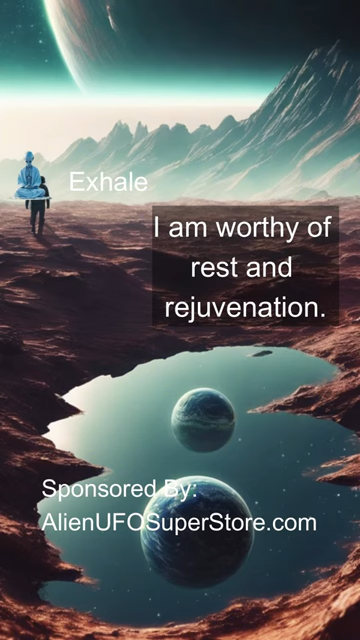 Exhale
I am worthy of
rest and
rejuvenation.
Sponsored By:
AlienUFOSuperStore.com